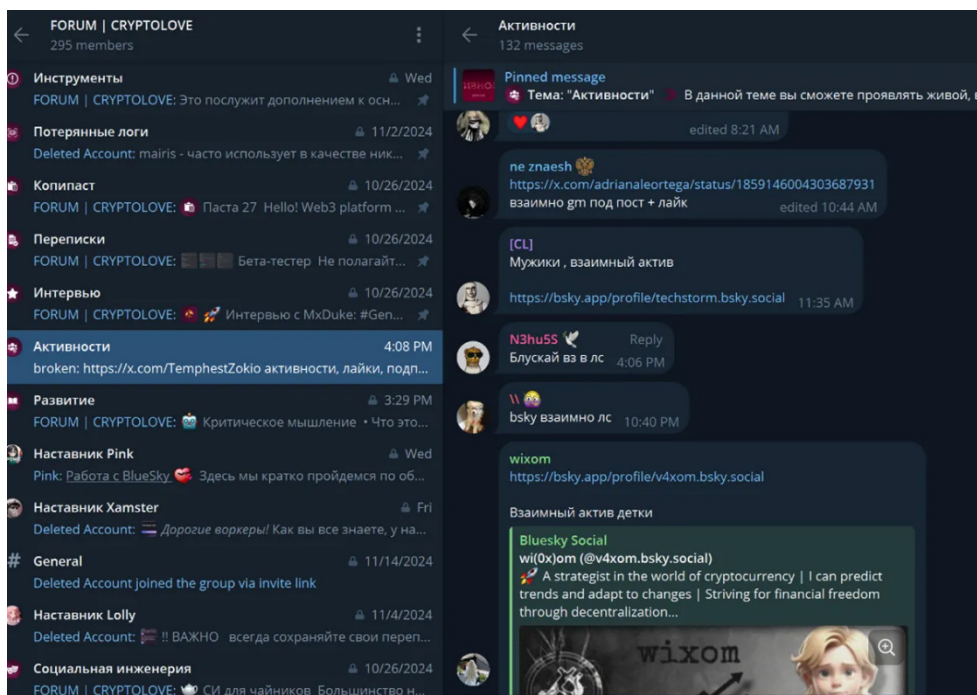 FORUM | CRYPTOLOVE
295 members
Инструменты
Wed
FORUM | CRYPTOLOVE: Это послужит дополнением к осн...
Потерянные логи
11/2/2024
Deleted Account: mairis - часто использует в качестве ник...
Копипаст
10/26/2024
FORUM | CRYPTOLOVE: Паста 27 Hello! Web3 platform ...
Переписки
10/26/2024
FORUM | CRYPTOLOVE: Бета-тестер Не полагайт...
Интервью
10/26/2024
FORUM | CRYPTOLOVE: Интервью с MxDuke: #Gen...
Активности
4:08 PM
broken: https://x.com/TemphestZokio активности, лайки, подп...
Развитие
3:29 PM
FORUM | CRYPTOLOVE: Критическое мышление • Что это...
Наставник Pink
Wed
Pink: Работа с BlueSky Здесь мы кратко пройдемся по об...
Наставник Xamster
Fri
Deleted Account: Дорогие воркеры! Как вы все знаете, у на...
# General
11/14/2024
Deleted Account joined the group via invite link
Наставник Lolly
11/4/2024
Deleted Account: !! ВАЖНО всегда сохраняйте свои переп...
Социальная инженерия
10/26/2024
FORUM | CRYPTOLOVE: СИ для чайников Большинство н...
Активности
132 messages
Pinned message
Тема: "Активности" В данной теме вы сможете проявлять живой,
edited 8:21 AM
ne znaesh
https://x.com/adrianaleortega/status/1859146004303687931
взаимно gm под пост + лайк
edited 10:44 AM
[CL]
Мужики , взаимный актив
https://bsky.app/profile/techstorm.bsky.social
11:35 AM
N3hu5S
Reply
Блускай вз в лс
4:06 PM
\\
bsky взаимно лс
10:40 PM
wixom
https://bsky.app/profile/v4xom.bsky.social
Взаимный актив детки
Bluesky Social
wi(0x)om (@v4xom.bsky.social)
A strategist in the world of cryptocurrency | I can predict
trends and adapt to changes | Striving for financial freedom
through decentralization...
wixom